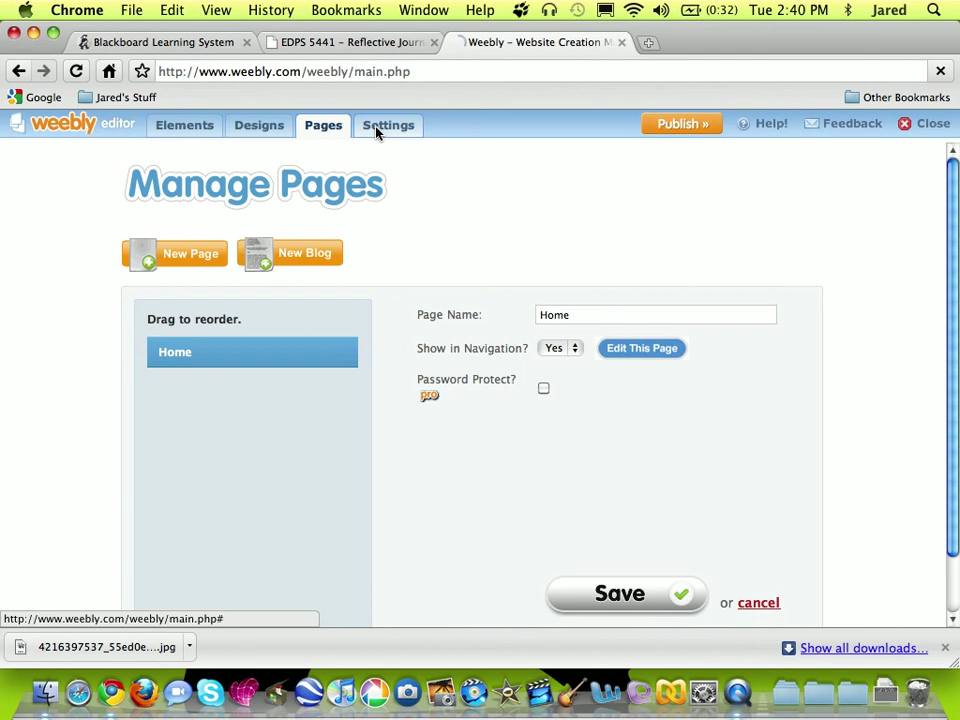 Chrome File Edit View History Bookmarks Window Help (0:32) Tue 2:40 PM Jared
Blackboard Learning System EDPS 5441 – Reflective Jour Weebly – Website Creation M
http://www.weebly.com/weebly/main.php
Google Jared's Stuff Other Bookmarks
weebly editor Elements Designs Pages Settings Publish » Help! Feedback Close
Manage Pages
New Page New Blog
Drag to reorder.
Home
Page Name: Home
Show in Navigation? Yes Edit This Page
Password Protect?
pro
Save or cancel
http://www.weebly.com/weebly/main.php#
4216397537_55ed0e....jpg Show all downloads...